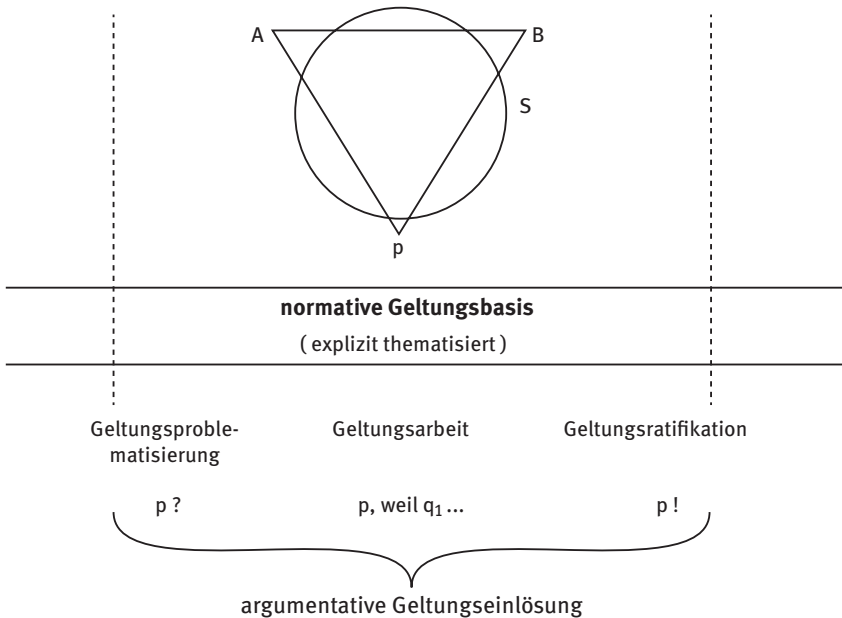 A B
S
p
normative Geltungsbasis
( explizit thematisiert )
Geltungsproble- Geltungsarbeit Geltungsratifikation
matisierung
p ? p, weil q₁ ... p !
argumentative Geltungseinlösung